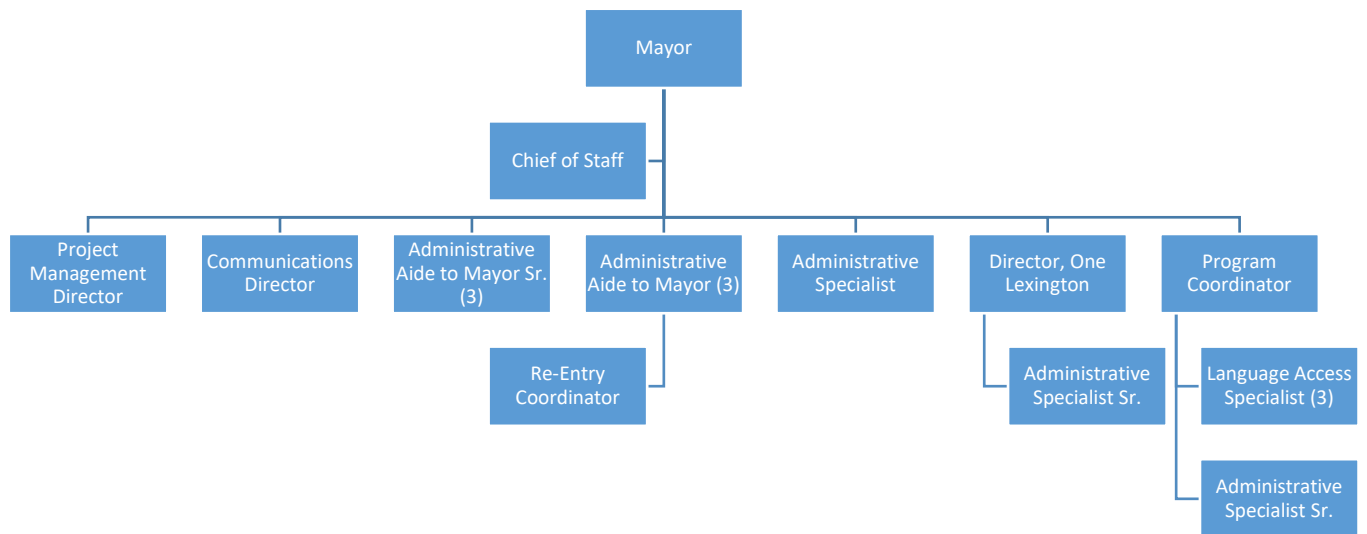 Mayor
Chief of Staff
Project
Management
Director
Communications
Director
Administrative
Aide to Mayor Sr.
(3)
Administrative
Aide to Mayor (3)
Administrative
Specialist
Director, One
Lexington
Program
Coordinator
Re-Entry
Coordinator
Administrative
Specialist Sr.
Language Access
Specialist (3)
Administrative
Specialist Sr.